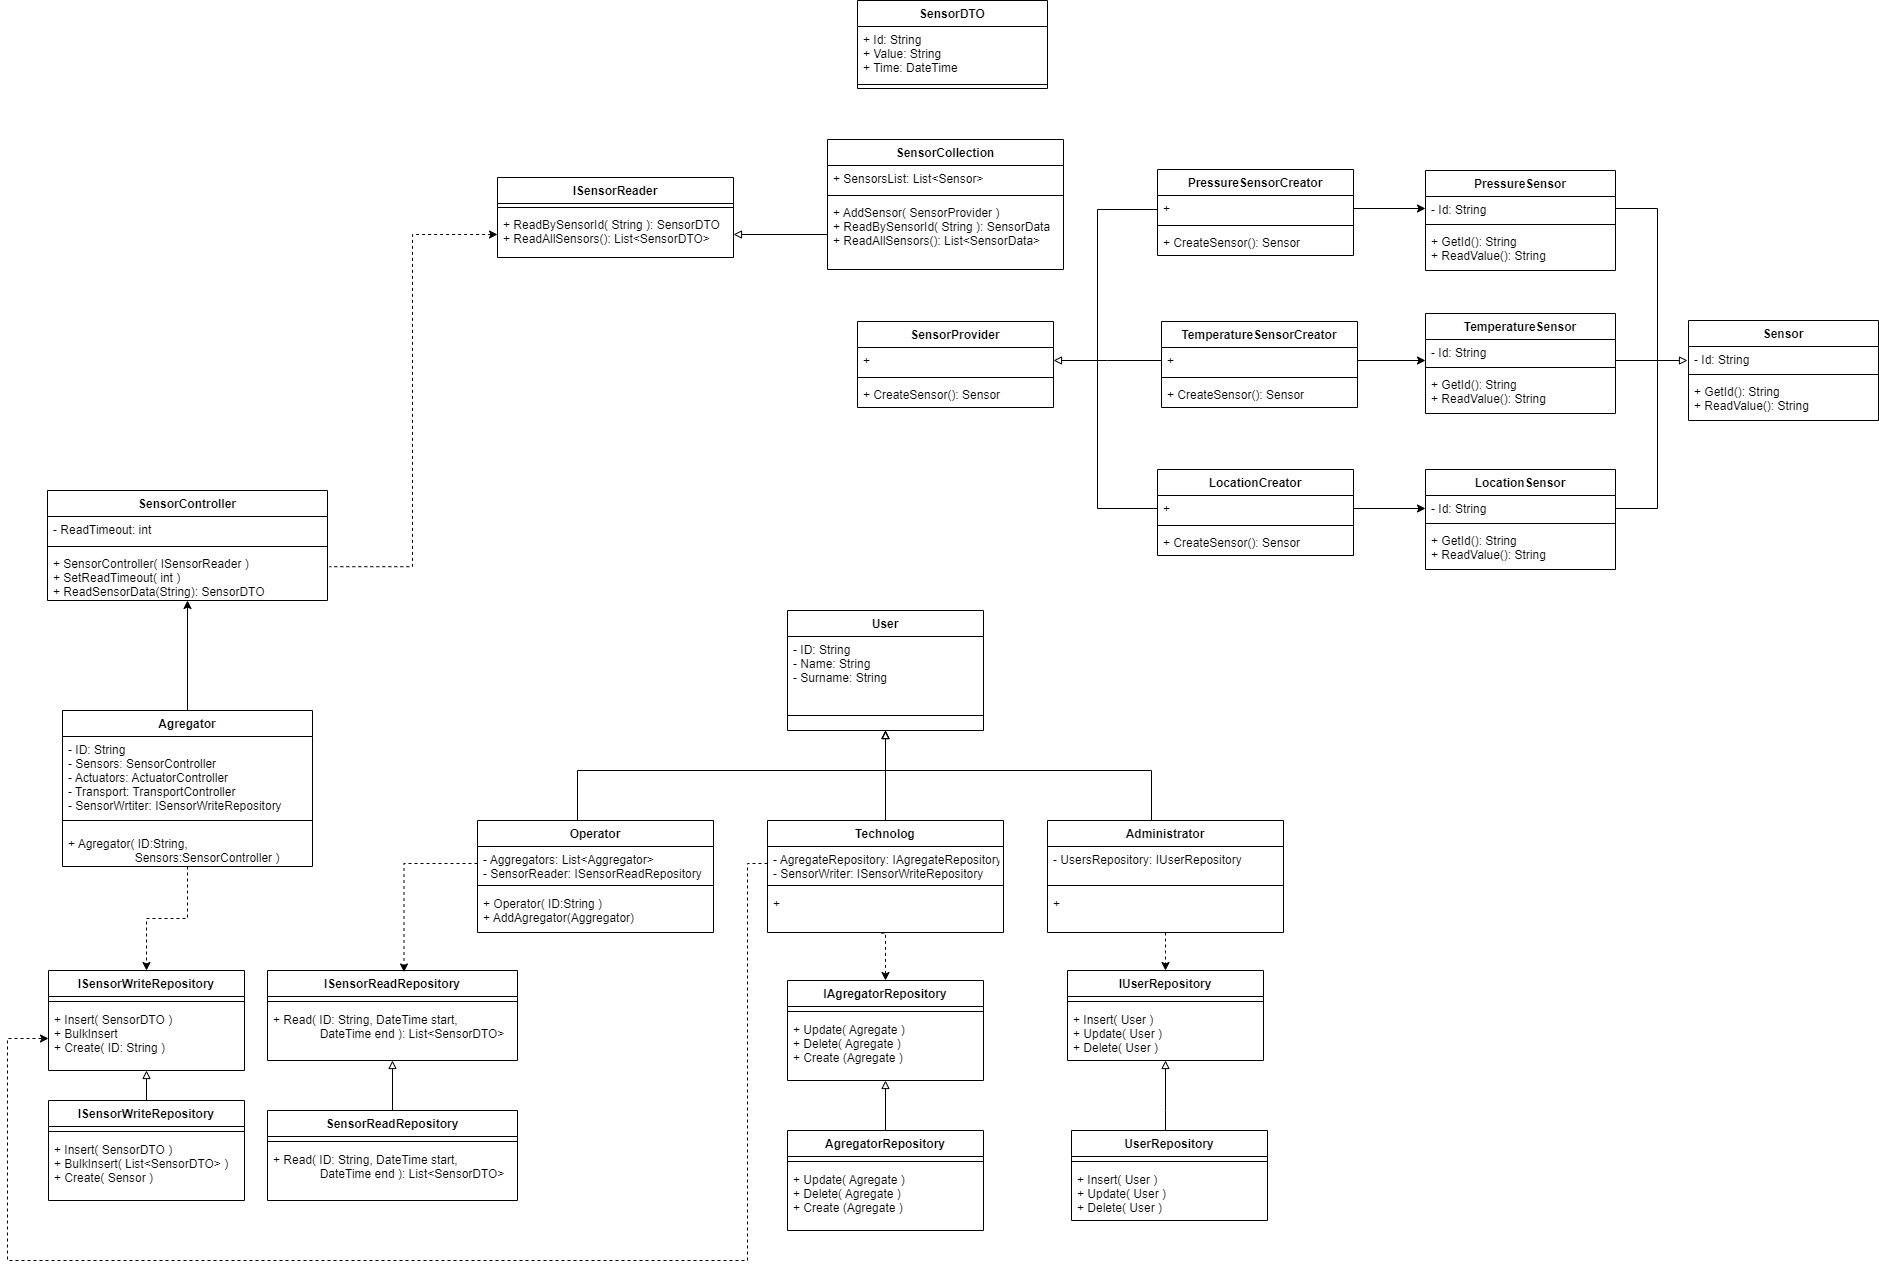 SensorDTO
+ Id: String
+ Value: String
+ Time: DateTime
ISensorReader
+ ReadBySensorId( String ): SensorDTO
+ ReadAllSensors(): List<SensorDTO>
SensorCollection
+ SensorsList: List<Sensor>
+ AddSensor( SensorProvider )
+ ReadBySensorId( String ): SensorData
+ ReadAllSensors(): List<SensorData>
PressureSensorCreator
+
+ CreateSensor(): Sensor
PressureSensor
- Id: String
+ GetId(): String
+ ReadValue(): String
SensorProvider
+
+ CreateSensor(): Sensor
TemperatureSensorCreator
+
+ CreateSensor(): Sensor
TemperatureSensor
- Id: String
+ GetId(): String
+ ReadValue(): String
Sensor
- Id: String
+ GetId(): String
+ ReadValue(): String
LocationCreator
+
+ CreateSensor(): Sensor
LocationSensor
- Id: String
+ GetId(): String
+ ReadValue(): String
SensorController
- ReadTimeout: int
+ SensorController( ISensorReader )
+ SetReadTimeout( int )
+ ReadSensorData(String): SensorDTO
User
- ID: String
- Name: String
- Surname: String
Agregator
- ID: String
- Sensors: SensorController
- Actuators: ActuatorController
- Transport: TransportController
- SensorWrtiter: ISensorWriteRepository
+ Agregator( ID:String,
Sensors:SensorController )
Operator
- Aggregators: List<Aggregator>
- SensorReader: ISensorReadRepository
+ Operator( ID:String )
+ AddAgregator(Aggregator)
Technolog
- AgregateRepository: IAgregateRepository
- SensorWriter: ISensorWriteRepository
+
Administrator
- UsersRepository: IUserRepository
+
ISensorWriteRepository
+ Insert( SensorDTO )
+ BulkInsert
+ Create( ID: String )
ISensorReadRepository
+ Read( ID: String, DateTime start,
DateTime end ): List<SensorDTO>
IAgregatorRepository
+ Update( Agregate )
+ Delete( Agregate )
+ Create (Agregate )
IUserRepository
+ Insert( User )
+ Update( User )
+ Delete( User )
ISensorWriteRepository
+ Insert( SensorDTO )
+ BulkInsert( List<SensorDTO> )
+ Create( Sensor )
SensorReadRepository
+ Read( ID: String, DateTime start,
DateTime end ): List<SensorDTO>
AgregatorRepository
+ Update( Agregate )
+ Delete( Agregate )
+ Create (Agregate )
UserRepository
+ Insert( User )
+ Update( User )
+ Delete( User )